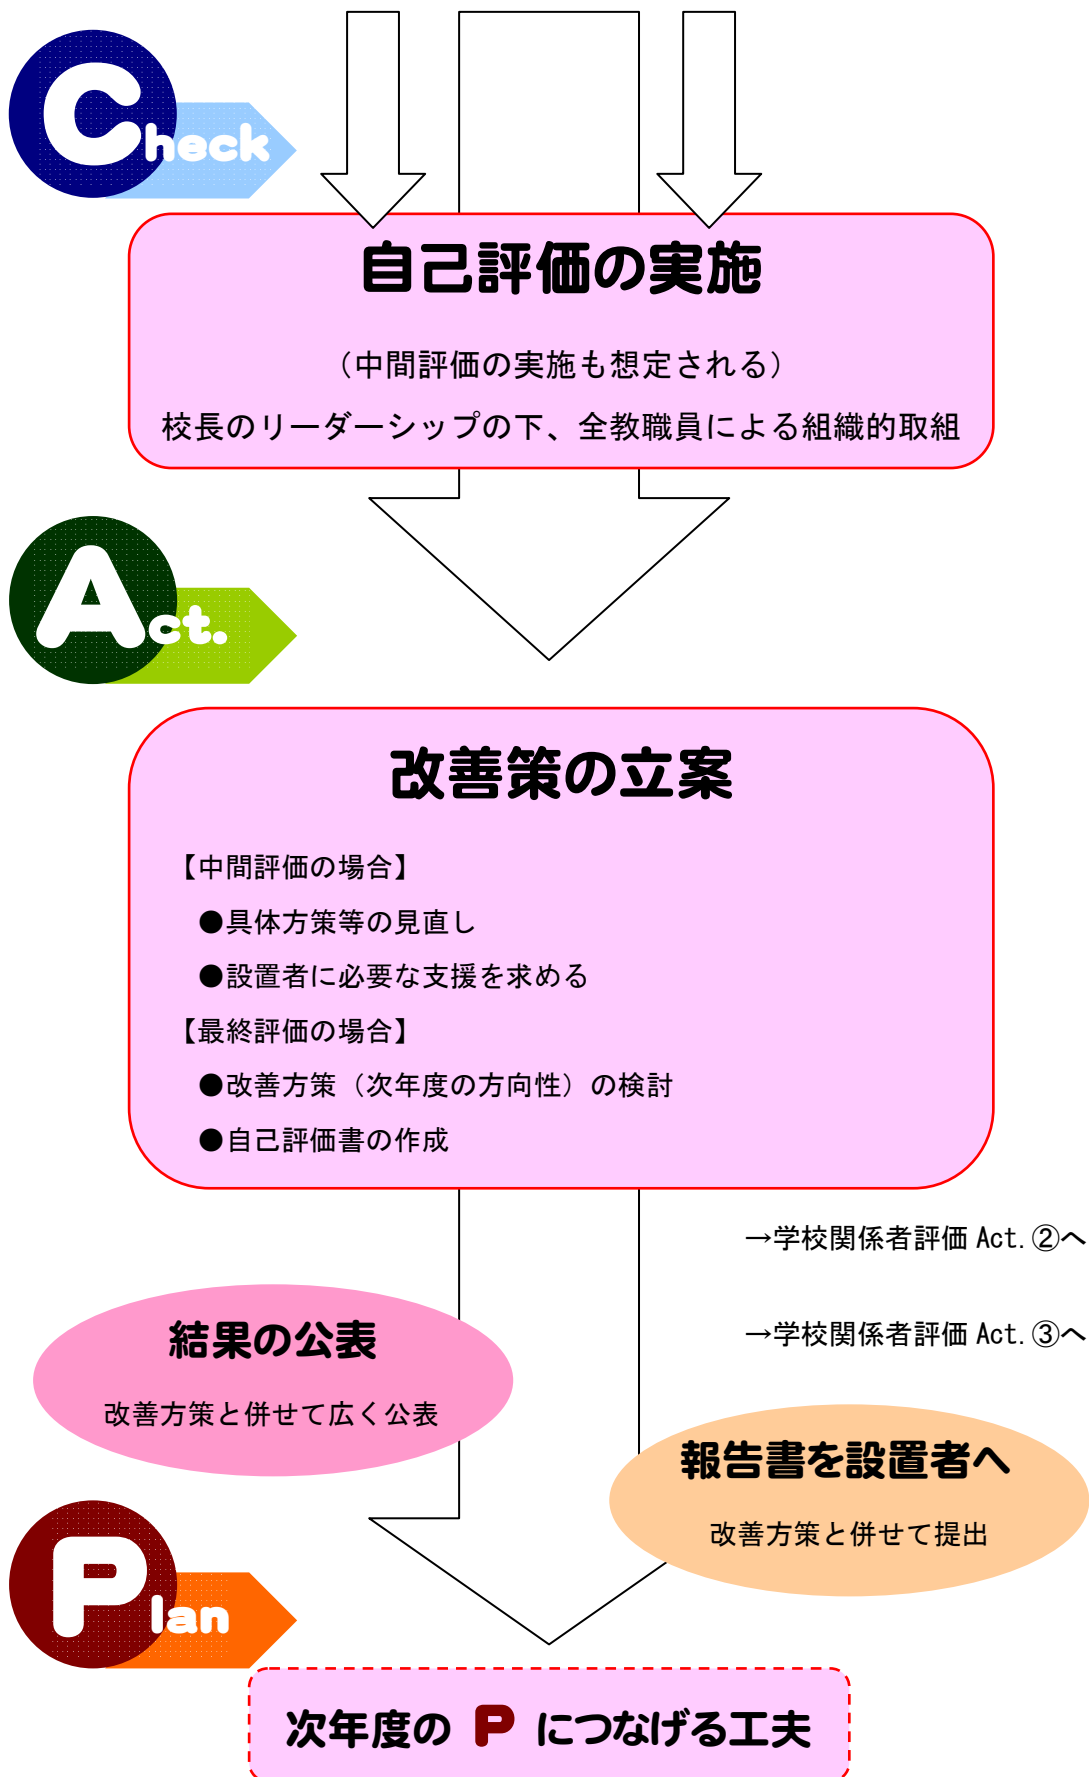 Check
自己評価の実施
（中間評価の実施も想定される）
校長のリーダーシップの下、全教職員による組織的取組
Act.
改善策の立案
【中間評価の場合】
●具体方策等の見直し
●設置者に必要な支援を求める
【最終評価の場合】
●改善方策（次年度の方向性）の検討
●自己評価書の作成
→学校関係者評価 Act.②へ
結果の公表
→学校関係者評価 Act.③へ
改善方策と併せて広く公表
報告書を設置者へ
改善方策と併せて提出
Plan
次年度の P につなげる工夫